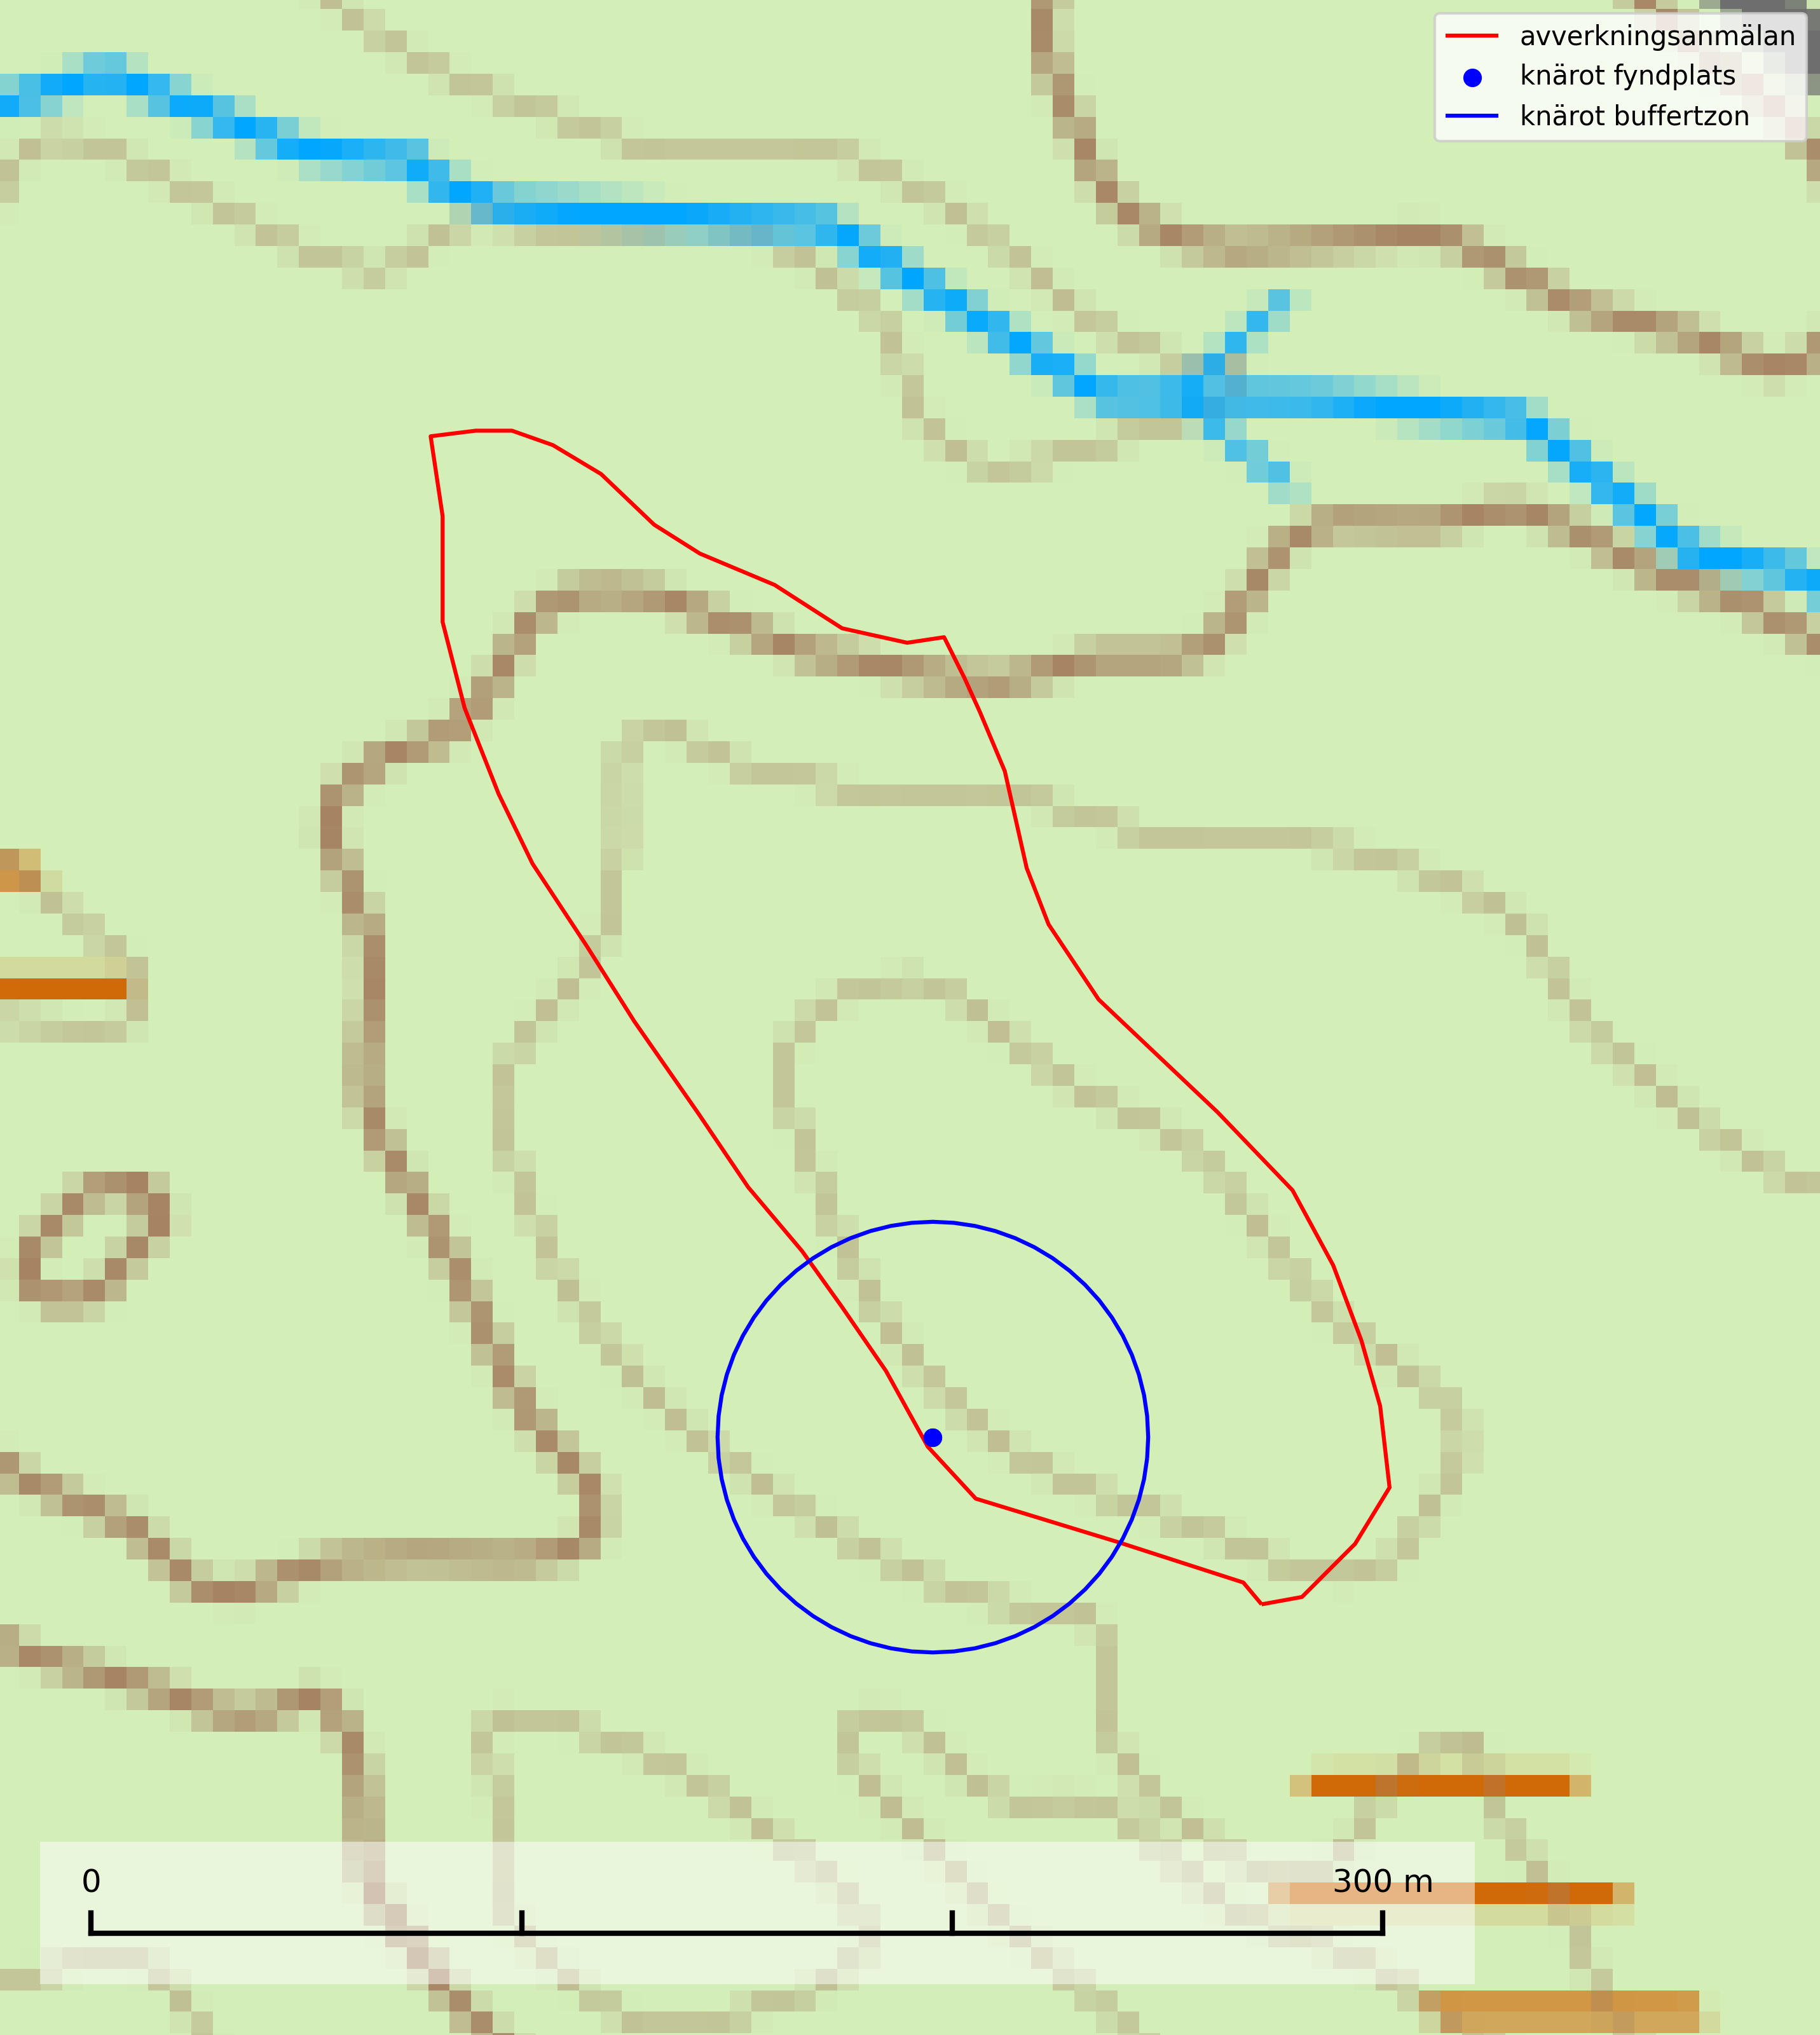 avverkningsanmälan
knärot fyndplats
knärot buffertzon
0 300 m